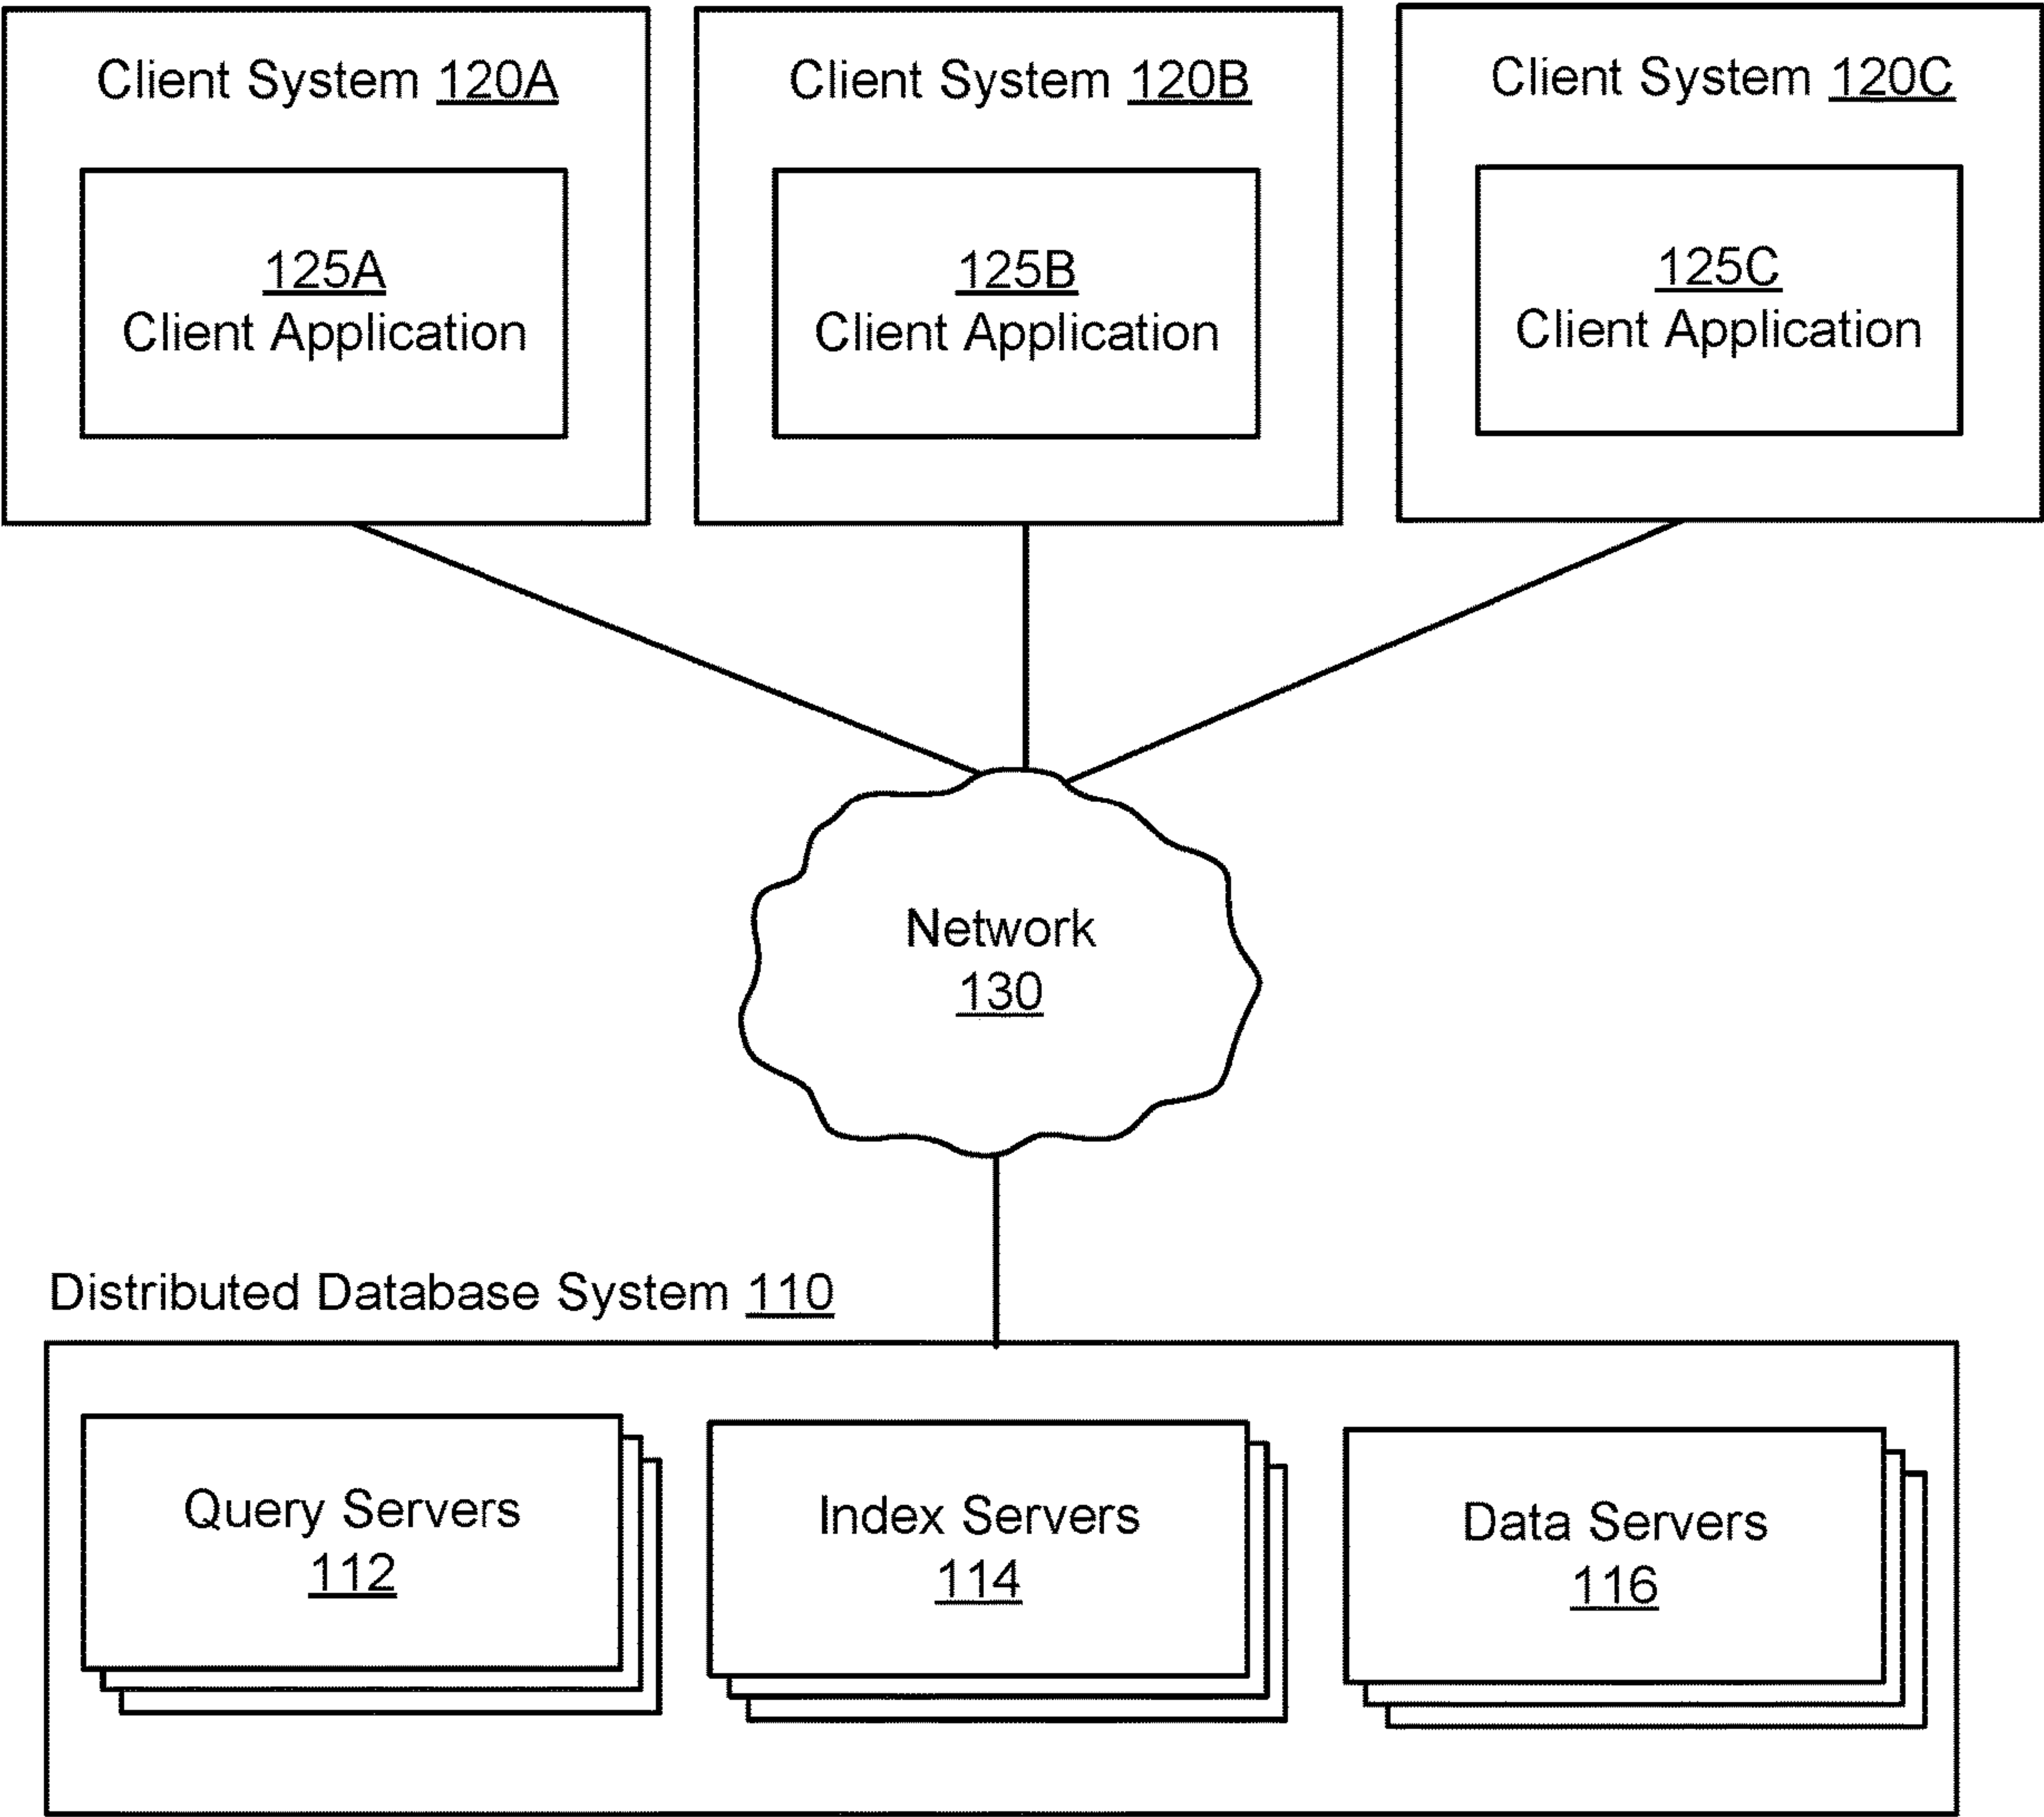 Client System 120A
125A
Client Application
Client System 120B
125B
Client Application
Client System 120C
125C
Client Application
Network
130
Distributed Database System 110
Query Servers
112
Index Servers
114
Data Servers
116